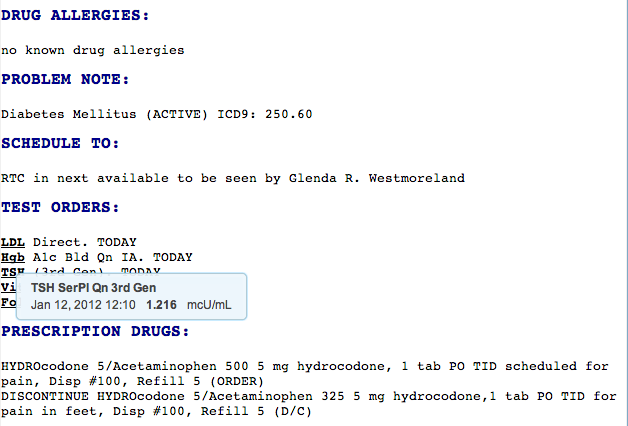 DRUG ALLERGIES:
no known drug allergies
PROBLEM NOTE:
Diabetes Mellitus (ACTIVE) ICD9: 250.60
SCHEDULE TO:
RTC in next available to be seen by Glenda R. Westmoreland
TEST ORDERS:
LDL Direct. TODAY
Hgb A1c Bld Qn IA. TODAY
TSH (3rd Gen). TODAY
TSH SerPl Qn 3rd Gen
Jan 12, 2012 12:10 1.216 mcU/mL
PRESCRIPTION DRUGS:
HYDROcodone 5/Acetaminophen 500 5 mg hydrocodone, 1 tab PO TID scheduled for
pain, Disp #100, Refill 5 (ORDER)
DISCONTINUE HYDROcodone 5/Acetaminophen 325 5 mg hydrocodone,1 tab PO TID for
pain in feet, Disp #100, Refill 5 (D/C)